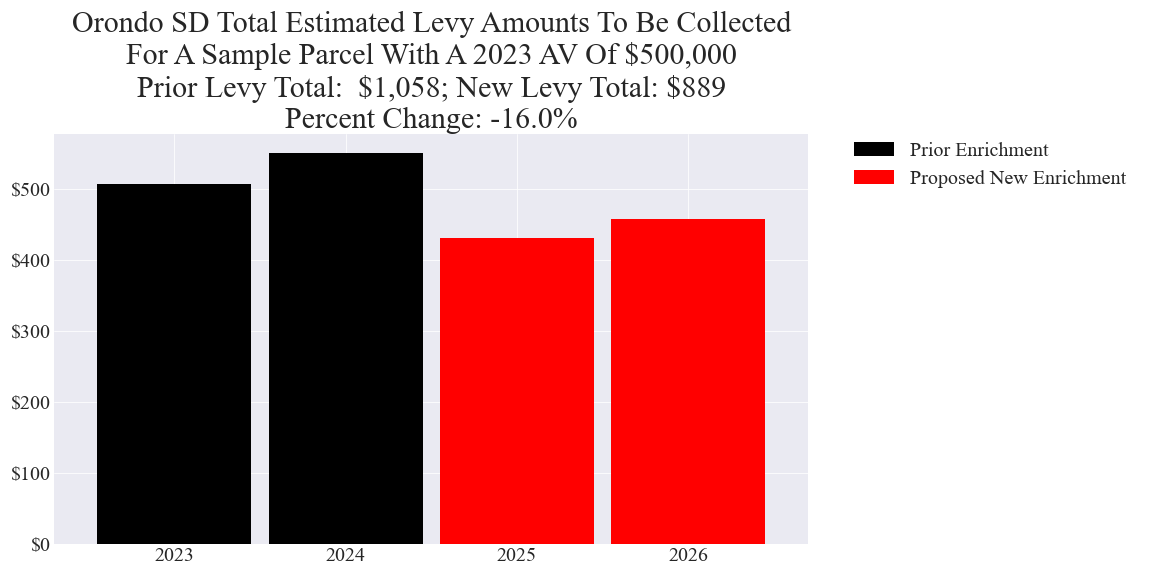 Orondo SD Total Estimated Levy Amounts To Be Collected
For A Sample Parcel With A 2023 AV Of $500,000
Prior Levy Total:  $1,058; New Levy Total: $889
Percent Change: -16.0%
Prior Enrichment
Proposed New Enrichment
$500
$400
$300
$200
$100
$0
2023 2024 2025 2026